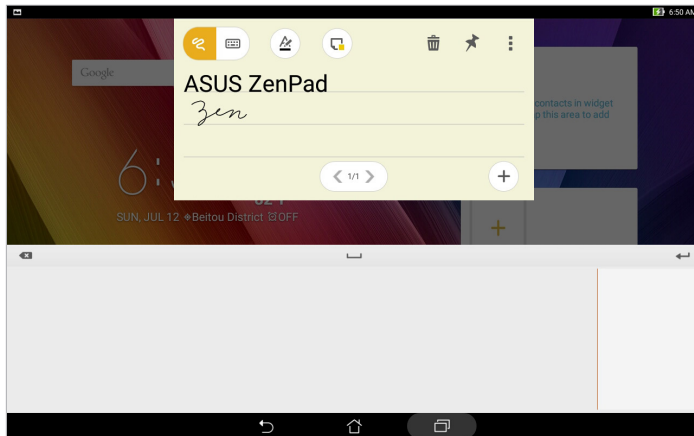 6:50 AM
ASUS ZenPad
Zen
1/1
Google
contacts in widget
p this area to add
6:
SUN, JUL 12 Beitou District OFF